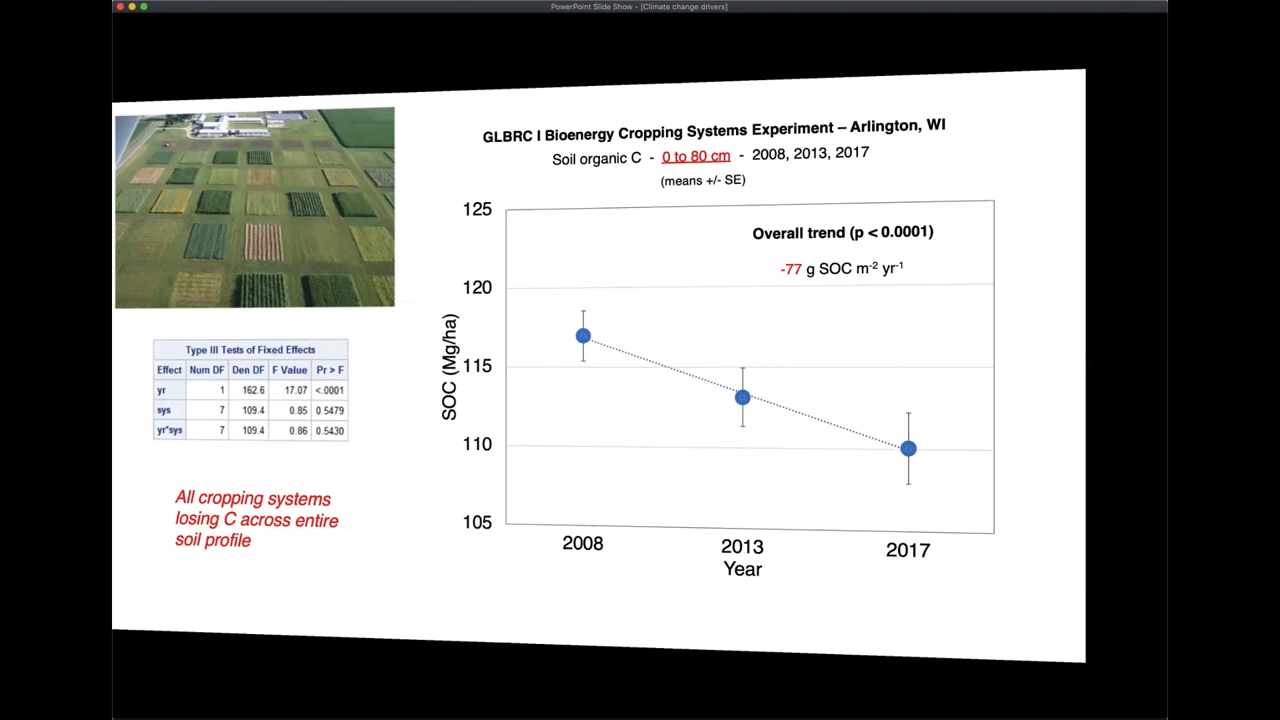 PowerPoint Slide Show - [Climate change drivers]
GLBRC I Bioenergy Cropping Systems Experiment – Arlington, WI
Soil organic C - 0 to 80 cm - 2008, 2013, 2017
(means +/- SE)
Overall trend (p < 0.0001)
-77 g SOC m-2 yr-1
125
120
115
110
105
SOC (Mg/ha)
2008
2013
2017
Year
Type III Tests of Fixed Effects
Effect Num DF Den DF F Value Pr > F
yr 1 162.6 17.07 <.0001
sys 7 109.4 0.85 0.5479
yr*sys 7 109.4 0.86 0.5430
All cropping systems
losing C across entire
soil profile